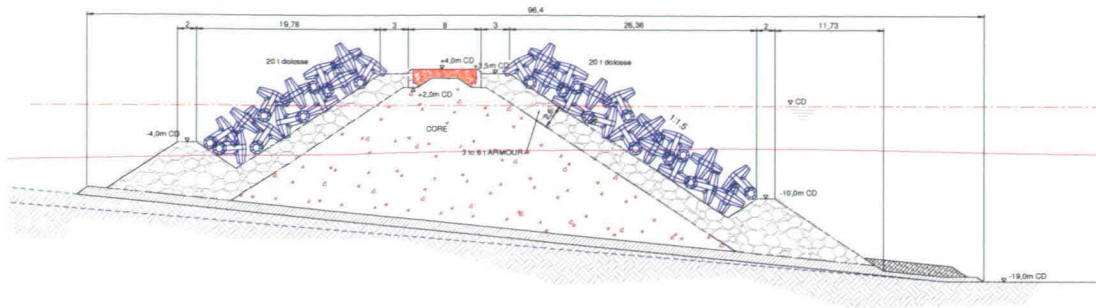 96,4
2
19,78
3
8
3
26,36
2
11,73
20 t dolosse
+4,0m CD
+3,5m CD
20 t dolosse
+2,0m CD
CD
-4,0m CD
CORE
2,6
1:1.5
3 to 6 t ARMOUR
-10,0m CD
-19,0m CD